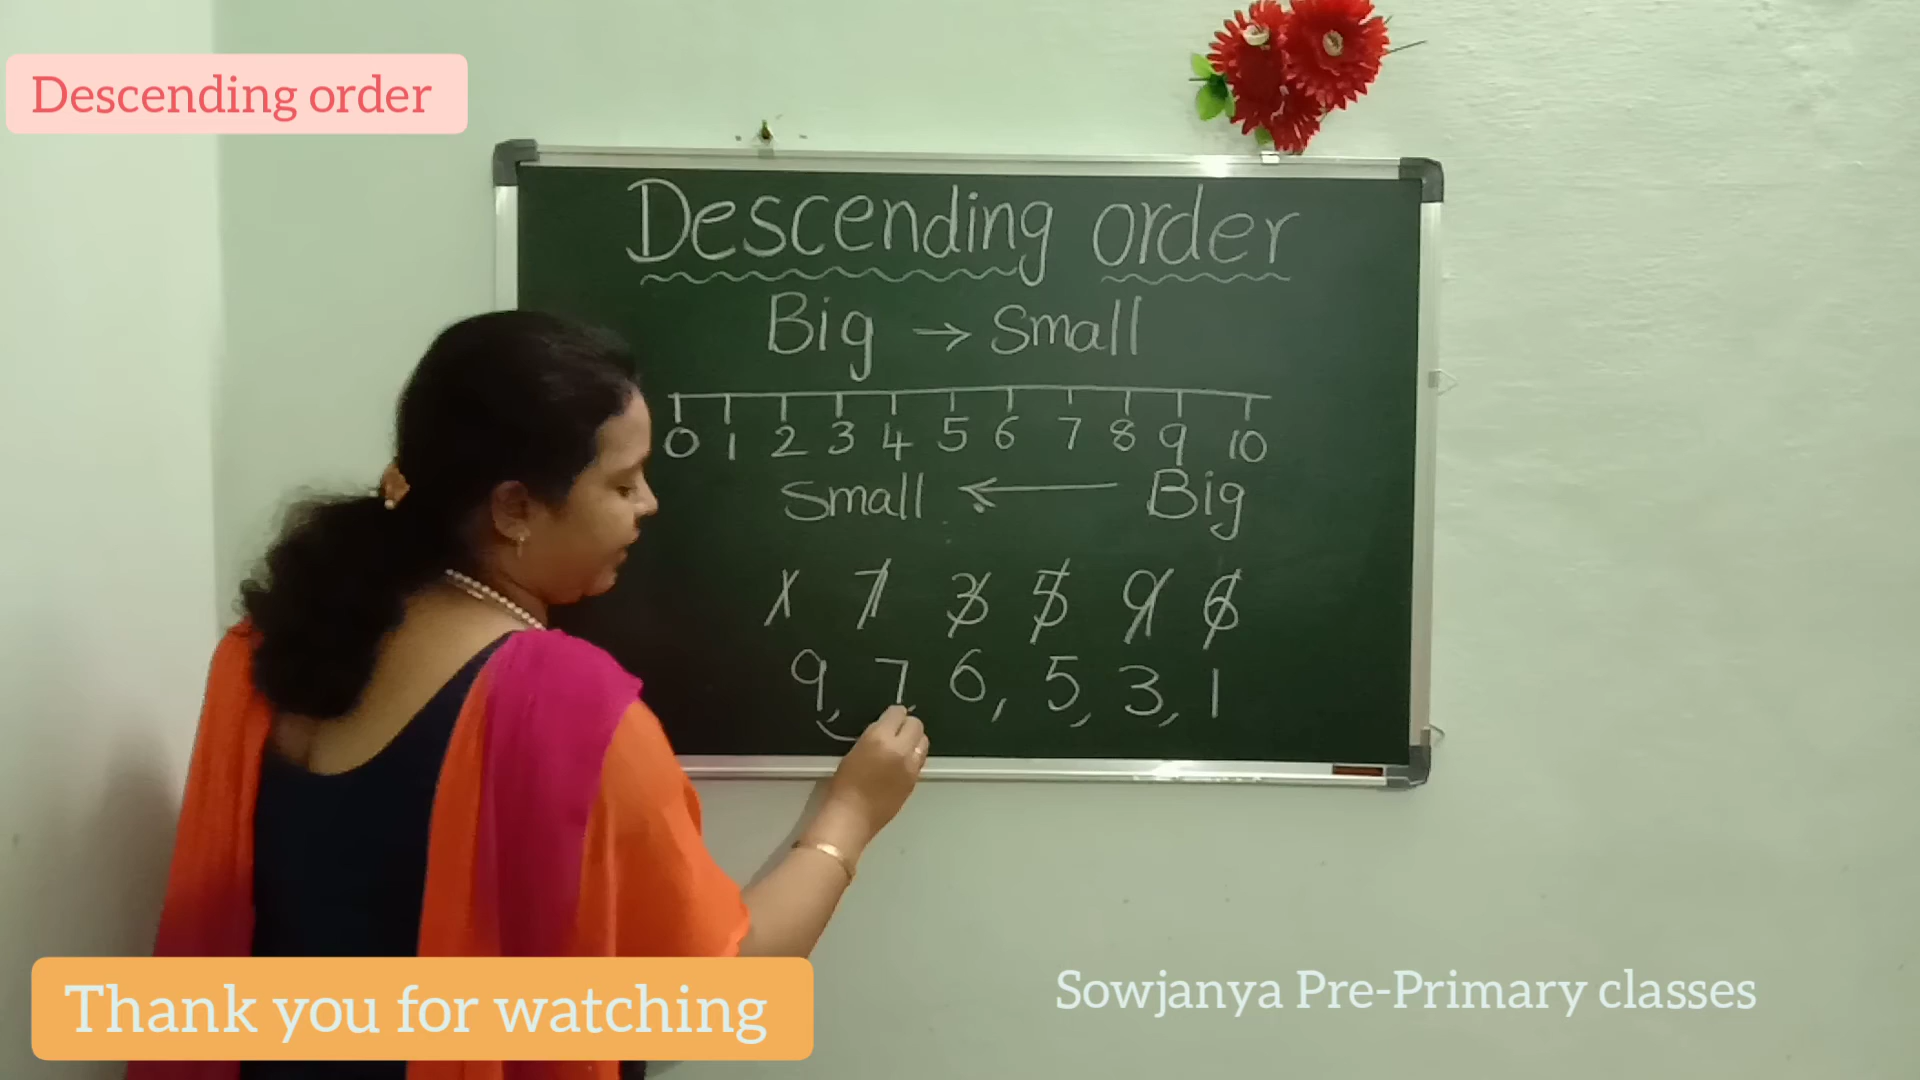 Descending order
Descending order
Big → Small
0 1 2 3 4 5 6 7 8 9 10
Small ← Big
1 7 3 5 9 6
9, 7, 6, 5, 3, 1
Thank you for watching
Sowjanya Pre-Primary classes